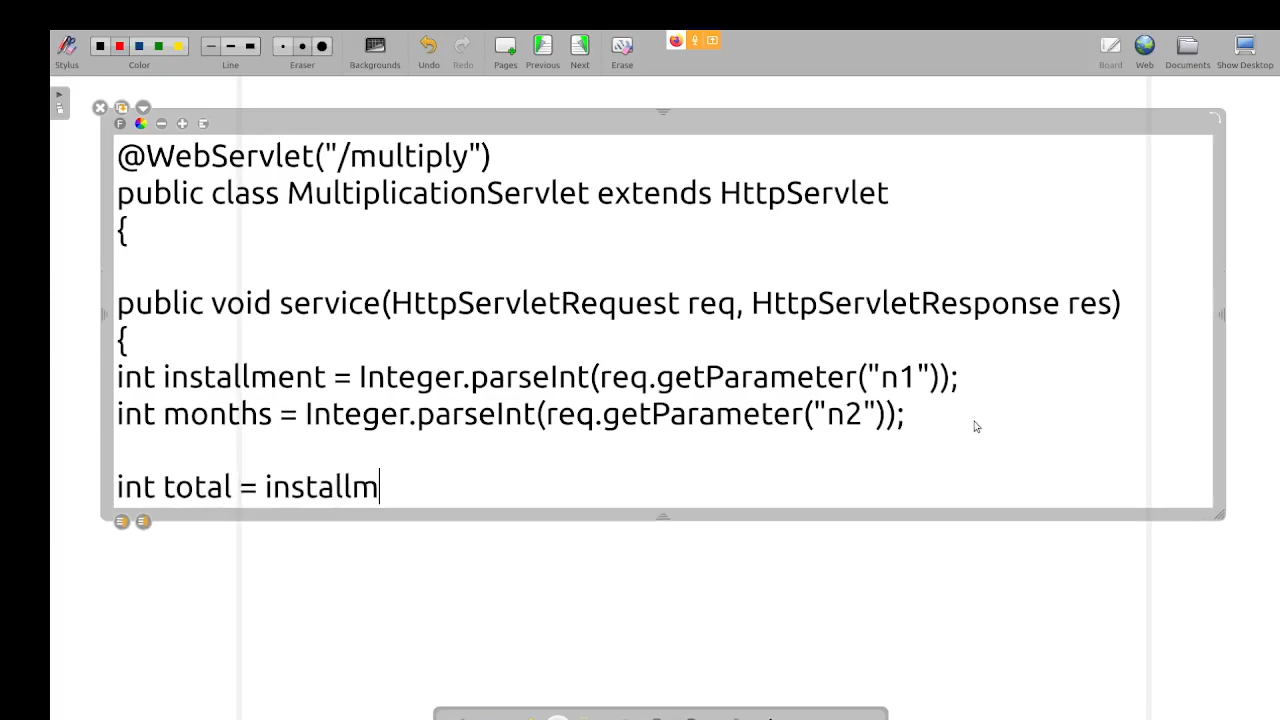 Stylus
Color
Line
Eraser
Backgrounds
Undo
Redo
Pages
Previous
Next
Erase
Board
Web
Documents
Show Desktop
F
@WebServlet("/multiply")
public class MultiplicationServlet extends HttpServlet
{
public void service(HttpServletRequest req, HttpServletResponse res)
{
int installment = Integer.parseInt(req.getParameter("n1"));
int months = Integer.parseInt(req.getParameter("n2"));
int total = installm